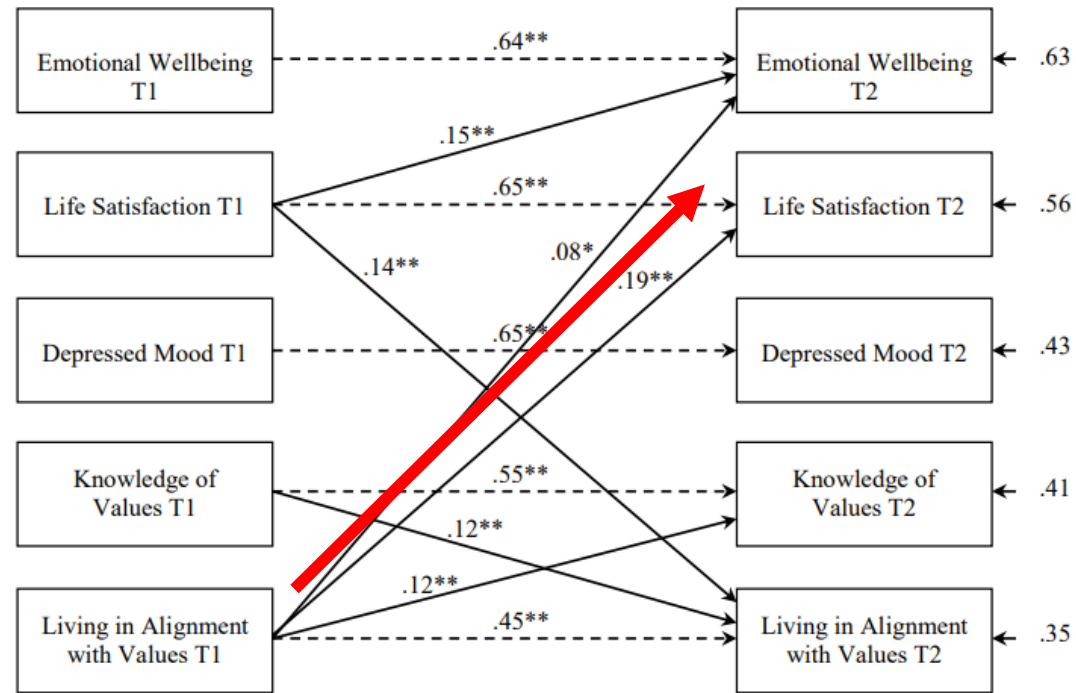 Emotional Wellbeing
T1
.64**
Emotional Wellbeing
T2
.63
.15**
Life Satisfaction T1
.65**
Life Satisfaction T2
.56
.08*
.14**
.19**
Depressed Mood T1
.65**
Depressed Mood T2
.43
Knowledge of
Values T1
.55**
Knowledge of
Values T2
.41
.12**
.12**
Living in Alignment
with Values T1
.45**
Living in Alignment
with Values T2
.35